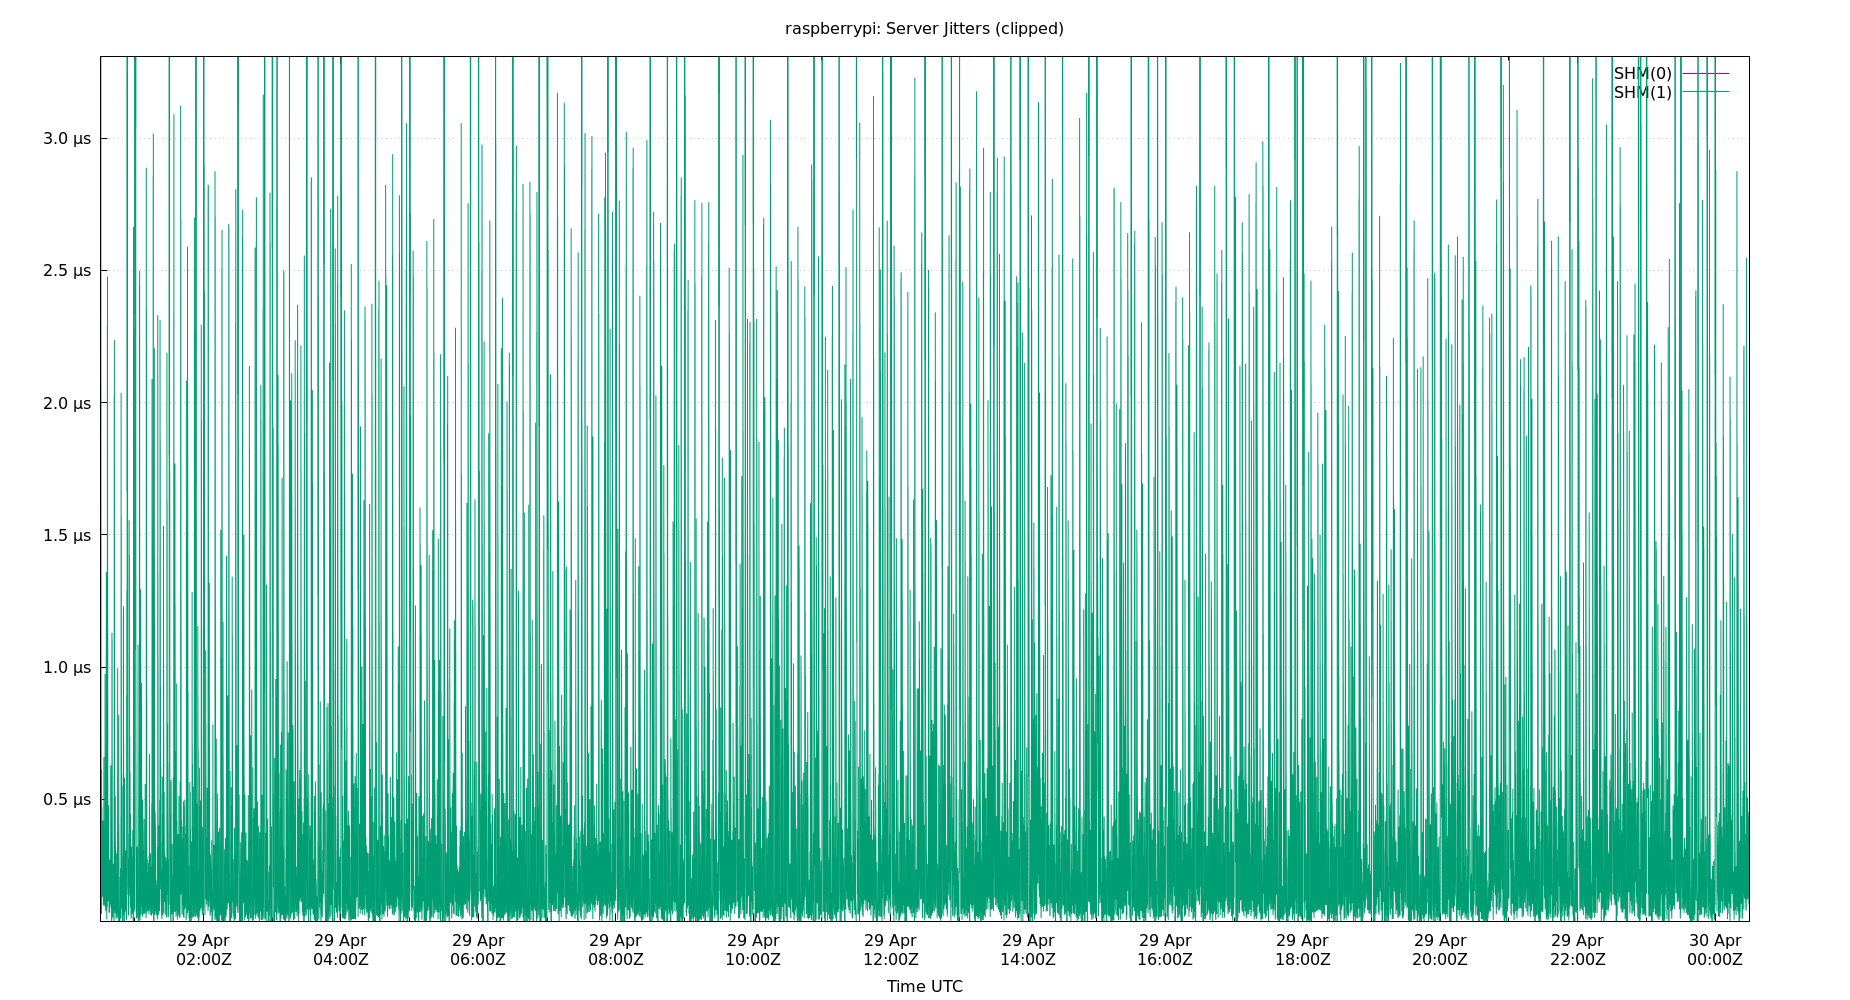 raspberrypi: Server Jitters (clipped)
SHM(0)
SHM(1)
3.0 µs
2.5 µs
2.0 µs
1.5 µs
1.0 µs
0.5 µs
29 Apr 29 Apr 29 Apr 29 Apr 29 Apr 29 Apr 29 Apr 29 Apr 29 Apr 29 Apr 29 Apr 30 Apr
02:00Z 04:00Z 06:00Z 08:00Z 10:00Z 12:00Z 14:00Z 16:00Z 18:00Z 20:00Z 22:00Z 00:00Z
Time UTC